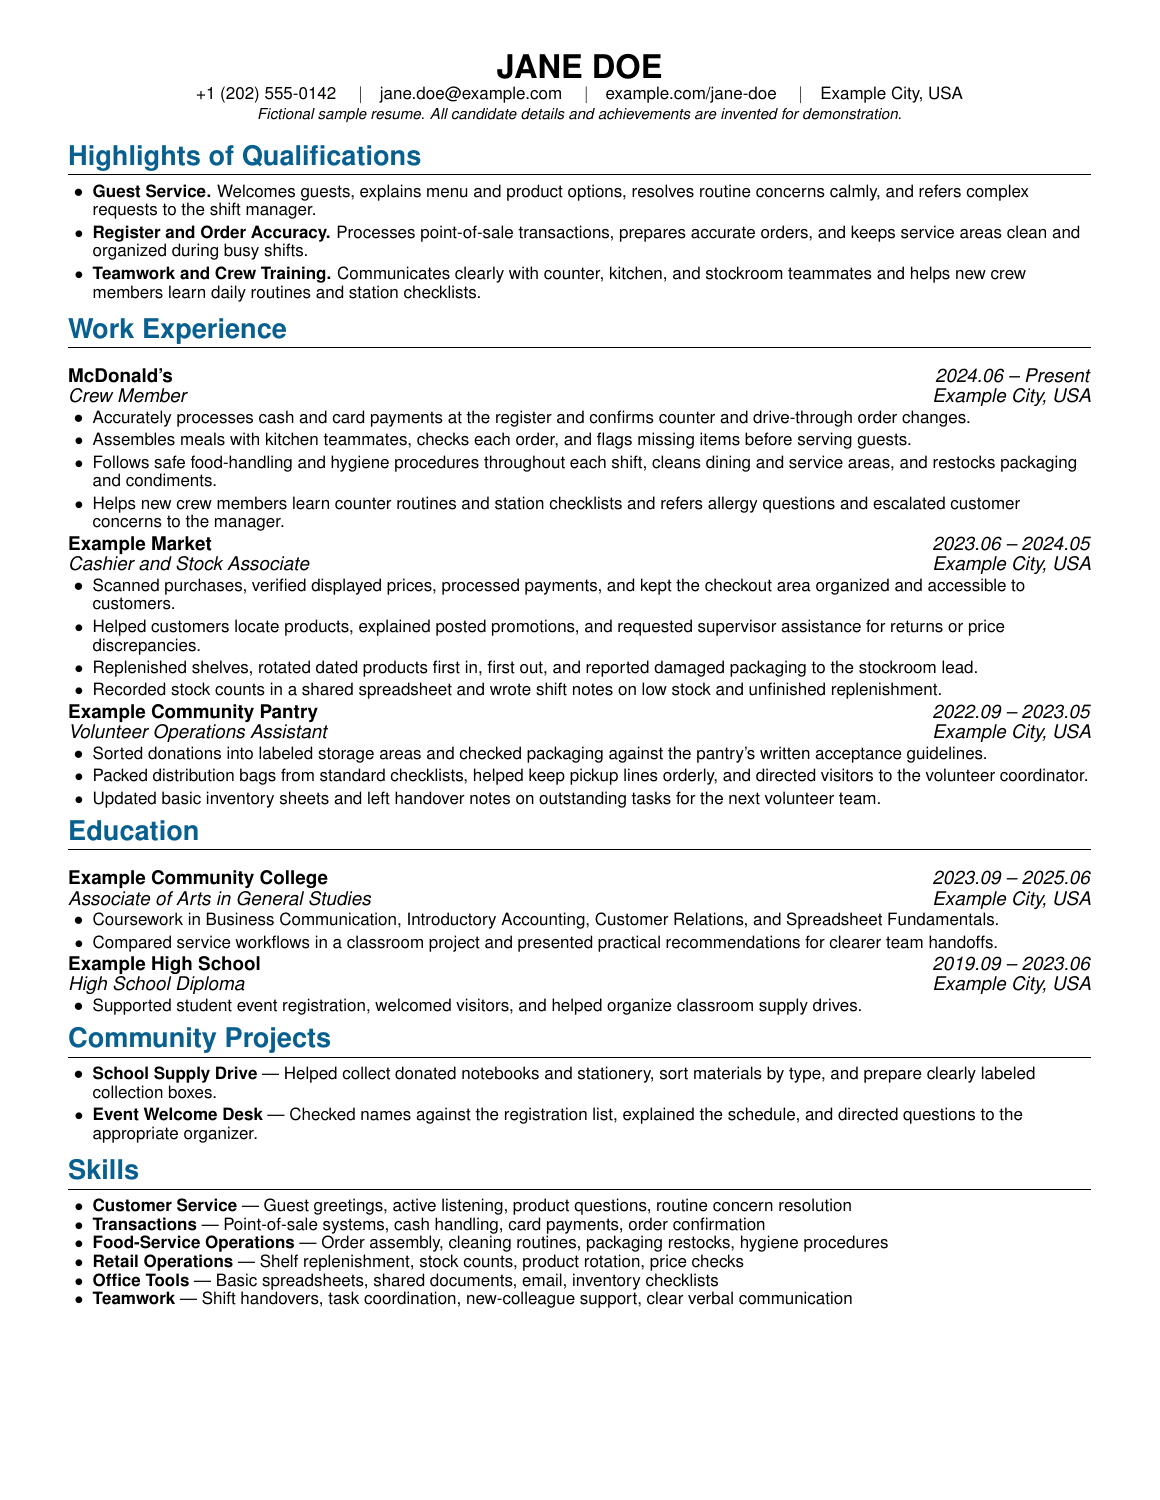 JANE DOE
+1 (202) 555-0142 | jane.doe@example.com | example.com/jane-doe | Example City, USA
Fictional sample resume. All candidate details and achievements are invented for demonstration.
Highlights of Qualifications
• Guest Service. Welcomes guests, explains menu and product options, resolves routine concerns calmly, and refers complex
requests to the shift manager.
• Register and Order Accuracy. Processes point-of-sale transactions, prepares accurate orders, and keeps service areas clean and
organized during busy shifts.
• Teamwork and Crew Training. Communicates clearly with counter, kitchen, and stockroom teammates and helps new crew
members learn daily routines and station checklists.
Work Experience
McDonald's 2024.06 – Present
Crew Member Example City, USA
• Accurately processes cash and card payments at the register and confirms counter and drive-through order changes.
• Assembles meals with kitchen teammates, checks each order, and flags missing items before serving guests.
• Follows safe food-handling and hygiene procedures throughout each shift, cleans dining and service areas, and restocks packaging
and condiments.
• Helps new crew members learn counter routines and station checklists and refers allergy questions and escalated customer
concerns to the manager.
Example Market 2023.06 – 2024.05
Cashier and Stock Associate Example City, USA
• Scanned purchases, verified displayed prices, processed payments, and kept the checkout area organized and accessible to
customers.
• Helped customers locate products, explained posted promotions, and requested supervisor assistance for returns or price
discrepancies.
• Replenished shelves, rotated dated products first in, first out, and reported damaged packaging to the stockroom lead.
• Recorded stock counts in a shared spreadsheet and wrote shift notes on low stock and unfinished replenishment.
Example Community Pantry 2022.09 – 2023.05
Volunteer Operations Assistant Example City, USA
• Sorted donations into labeled storage areas and checked packaging against the pantry's written acceptance guidelines.
• Packed distribution bags from standard checklists, helped keep pickup lines orderly, and directed visitors to the volunteer coordinator.
• Updated basic inventory sheets and left handover notes on outstanding tasks for the next volunteer team.
Education
Example Community College 2023.09 – 2025.06
Associate of Arts in General Studies Example City, USA
• Coursework in Business Communication, Introductory Accounting, Customer Relations, and Spreadsheet Fundamentals.
• Compared service workflows in a classroom project and presented practical recommendations for clearer team handoffs.
Example High School 2019.09 – 2023.06
High School Diploma Example City, USA
• Supported student event registration, welcomed visitors, and helped organize classroom supply drives.
Community Projects
• School Supply Drive — Helped collect donated notebooks and stationery, sort materials by type, and prepare clearly labeled
collection boxes.
• Event Welcome Desk — Checked names against the registration list, explained the schedule, and directed questions to the
appropriate organizer.
Skills
• Customer Service — Guest greetings, active listening, product questions, routine concern resolution
• Transactions — Point-of-sale systems, cash handling, card payments, order confirmation
• Food-Service Operations — Order assembly, cleaning routines, packaging restocks, hygiene procedures
• Retail Operations — Shelf replenishment, stock counts, product rotation, price checks
• Office Tools — Basic spreadsheets, shared documents, email, inventory checklists
• Teamwork — Shift handovers, task coordination, new-colleague support, clear verbal communication